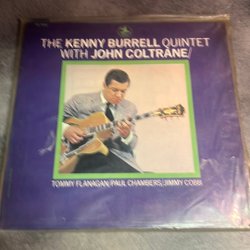 THE KENNY BURRELL QUINTET
WITH JOHN COLTRANE/
TOMMY FLANAGAN/PAUL CHAMBERS/JIMMY COBB